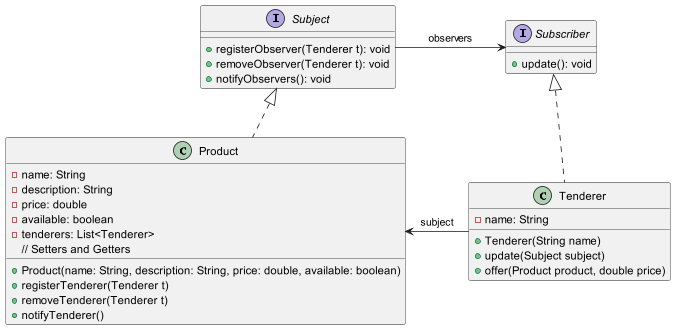 I Subject
registerObserver(Tenderer t): void
removeObserver(Tenderer t): void
notifyObservers(): void
observers
I Subscriber
update(): void
C Product
name: String
description: String
price: double
available: boolean
tenderers: List<Tenderer>
// Setters and Getters
Product(name: String, description: String, price: double, available: boolean)
registerTenderer(Tenderer t)
removeTenderer(Tenderer t)
notifyTenderer()
subject
C Tenderer
name: String
Tenderer(String name)
update(Subject subject)
offer(Product product, double price)